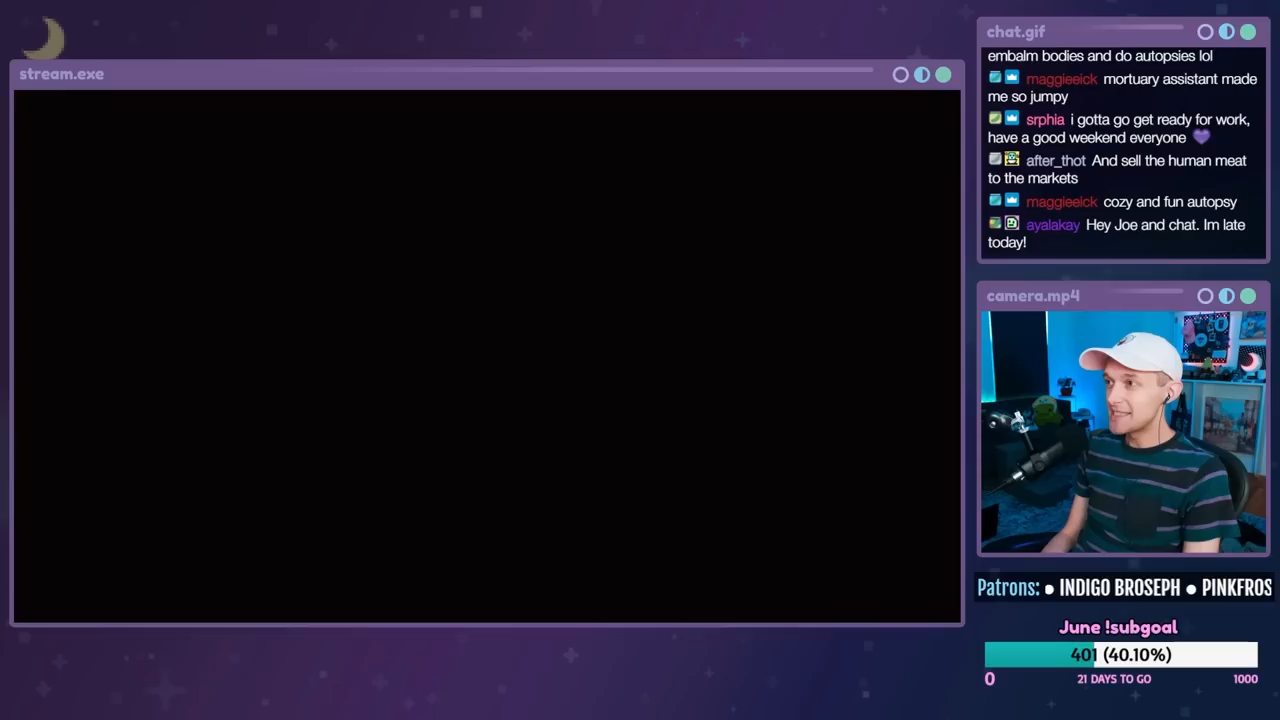 stream.exe
chat.gif
embalm bodies and do autopsies lol
maggieeick mortuary assistant made
me so jumpy
srphia i gotta go get ready for work,
have a good weekend everyone
after_thot And sell the human meat
to the markets
maggieeick cozy and fun autopsy
ayalakay Hey Joe and chat. Im late
today!
camera.mp4
Patrons: ● INDIGO BROSEPH ● PINKFROS
June !subgoal
401 (40.10%)
0 21 DAYS TO GO 1000